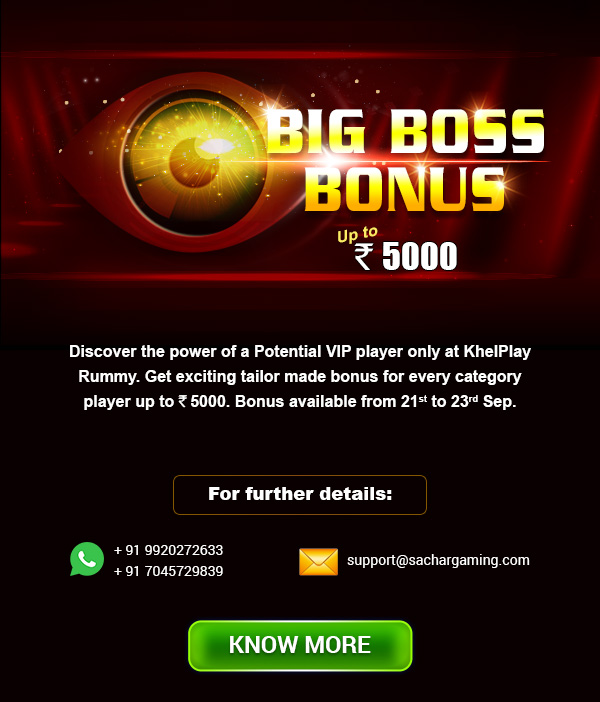 BIG BOSS
BÖNUS
Up to
₹ 5000
Discover the power of a Potential VIP player only at KhelPlay
Rummy. Get exciting tailor made bonus for every category
player up to ₹ 5000. Bonus available from 21st to 23rd Sep.
For further details:
+ 91 9920272633
+ 91 7045729839
support@sachargaming.com
KNOW MORE